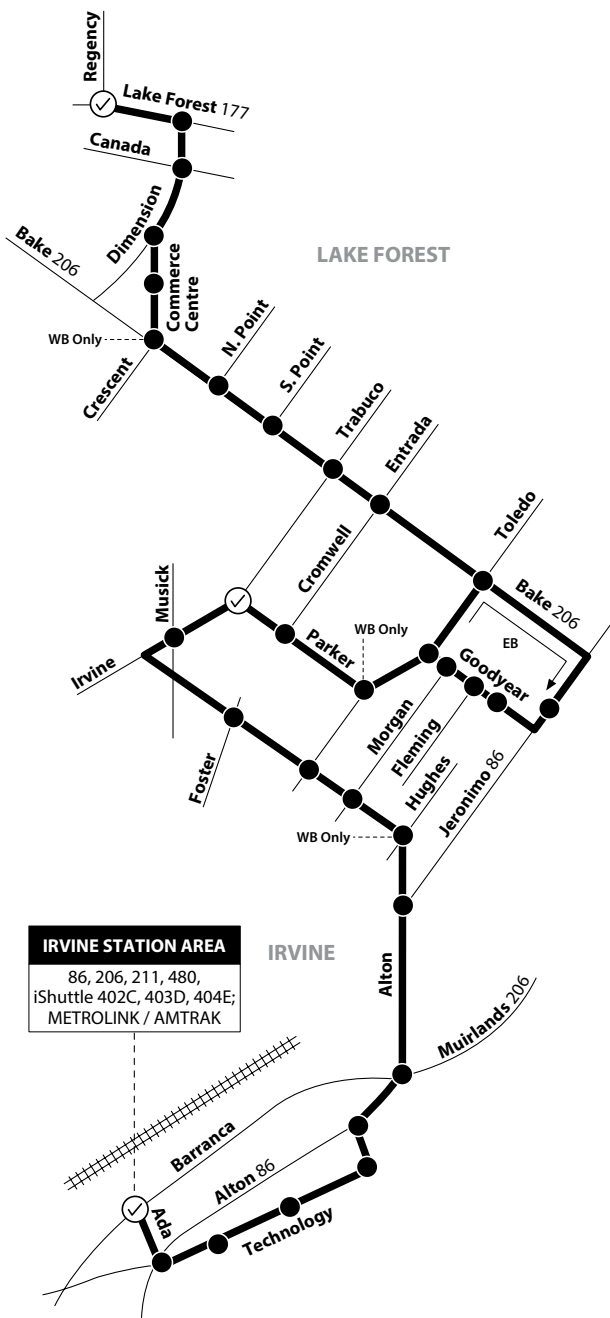 Regency
Lake Forest 177
Canada
Dimension
Bake 206
LAKE FOREST
Commerce
Centre
WB Only
Crescent
N. Point
S. Point
Trabuco
Entrada
Toledo
Cromwell
Bake 206
Musick
WB Only
EB
Parker
Goodyear
Irvine
Morgan
Fleming
Foster
Hughes
Jeronimo 86
WB Only
IRVINE STATION AREA
86, 206, 211, 480,
iShuttle 402C, 403D, 404E;
METROLINK / AMTRAK
IRVINE
Alton
Muirlands 206
Barranca
Alton 86
Ada
Technology